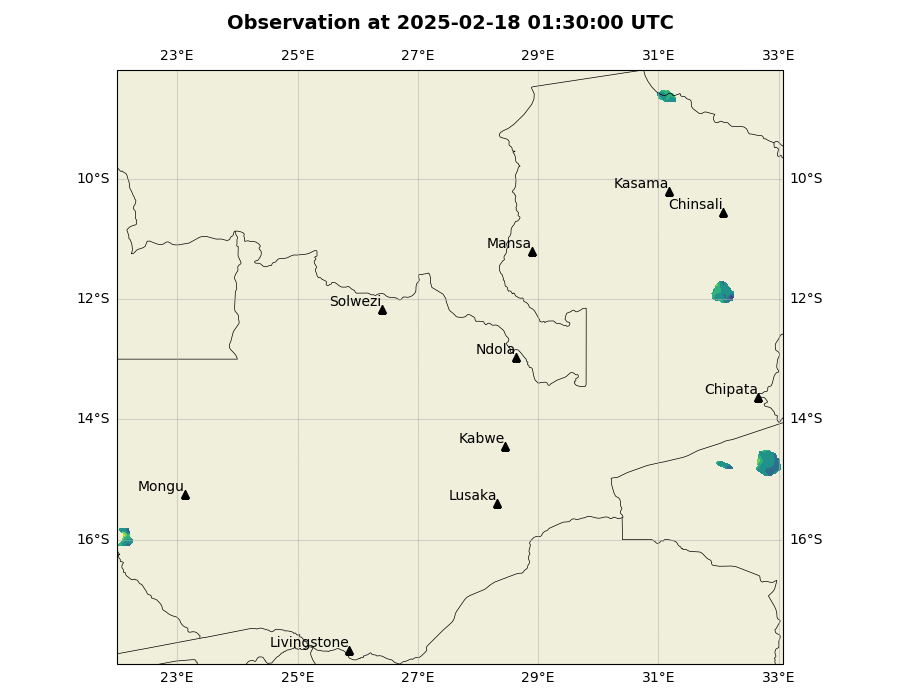 Observation at 2025-02-18 01:30:00 UTC
23°E 25°E 27°E 29°E 31°E 33°E
10°S 10°S
Kasama
Chinsali
Mansa
12°S 12°S
Solwezi
Ndola
Chipata
14°S 14°S
Kabwe
Mongu
Lusaka
16°S 16°S
Livingstone
23°E 25°E 27°E 29°E 31°E 33°E